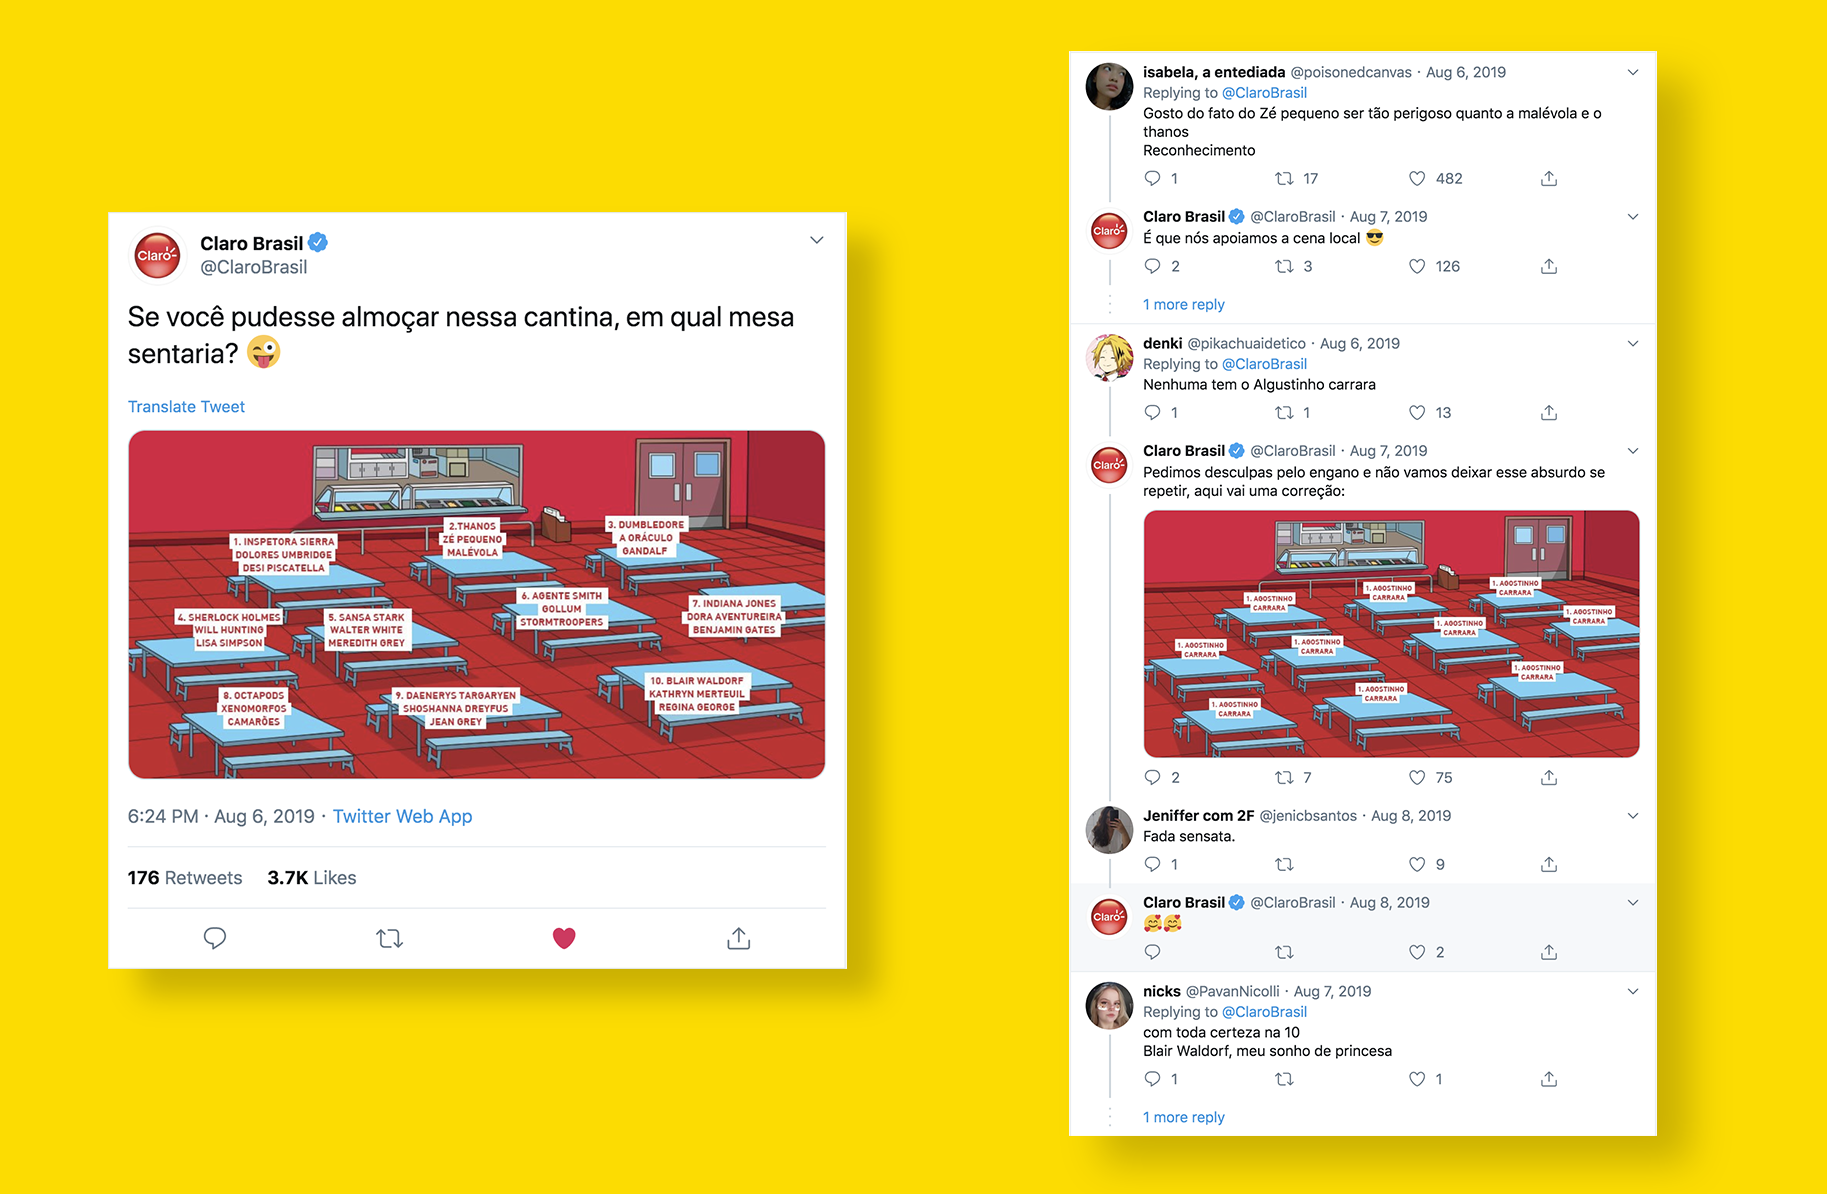 Claro Brasil
@ClaroBrasil
Se você pudesse almoçar nessa cantina, em qual mesa
sentaria? 😜
Translate Tweet
1. INSPETORA SIERRA
DOLORES UMBRIDGE
DESI PISCATELLA
2.THANOS
ZÉ PEQUENO
MALÉVOLA
3. DUMBLEDORE
A ORÁCULO
GANDALF
4. SHERLOCK HOLMES
WILL HUNTING
LISA SIMPSON
5. SANSA STARK
WALTER WHITE
MEREDITH GREY
6. AGENTE SMITH
GOLLUM
STORMTROOPERS
7. INDIANA JONES
DORA AVENTUREIRA
BENJAMIN GATES
8. OCTAPODS
XENOMORFOS
CAMARÕES
9. DAENERYS TARGARYEN
SHOSHANNA DREYFUS
JEAN GREY
10. BLAIR WALDORF
KATHRYN MERTEUIL
REGINA GEORGE
6:24 PM · Aug 6, 2019 · Twitter Web App
176 Retweets 3.7K Likes
isabela, a entediada @poisonedcanvas · Aug 6, 2019
Replying to @ClaroBrasil
Gosto do fato do Zé pequeno ser tão perigoso quanto a malévola e o
thanos
Reconhecimento
1 17 482
Claro Brasil @ClaroBrasil · Aug 7, 2019
É que nós apoiamos a cena local 😎
2 3 126
1 more reply
denki @pikachuaidetico · Aug 6, 2019
Replying to @ClaroBrasil
Nenhuma tem o Algustinho carrara
1 1 13
Claro Brasil @ClaroBrasil · Aug 7, 2019
Pedimos desculpas pelo engano e não vamos deixar esse absurdo se
repetir, aqui vai uma correção:
1. AGOSTINHO
CARRARA
1. AGOSTINHO
CARRARA
1. AGOSTINHO
CARRARA
1. AGOSTINHO
CARRARA
1. AGOSTINHO
CARRARA
1. AGOSTINHO
CARRARA
1. AGOSTINHO
CARRARA
1. AGOSTINHO
CARRARA
1. AGOSTINHO
CARRARA
1. AGOSTINHO
CARRARA
2 7 75
Jeniffer com 2F @jenicbsantos · Aug 8, 2019
Fada sensata.
1 9
Claro Brasil @ClaroBrasil · Aug 8, 2019
🥰🥰
2
nicks @PavanNicolli · Aug 7, 2019
Replying to @ClaroBrasil
com toda certeza na 10
Blair Waldorf, meu sonho de princesa
1 1
1 more reply
Claro
Claro
Claro
Claro